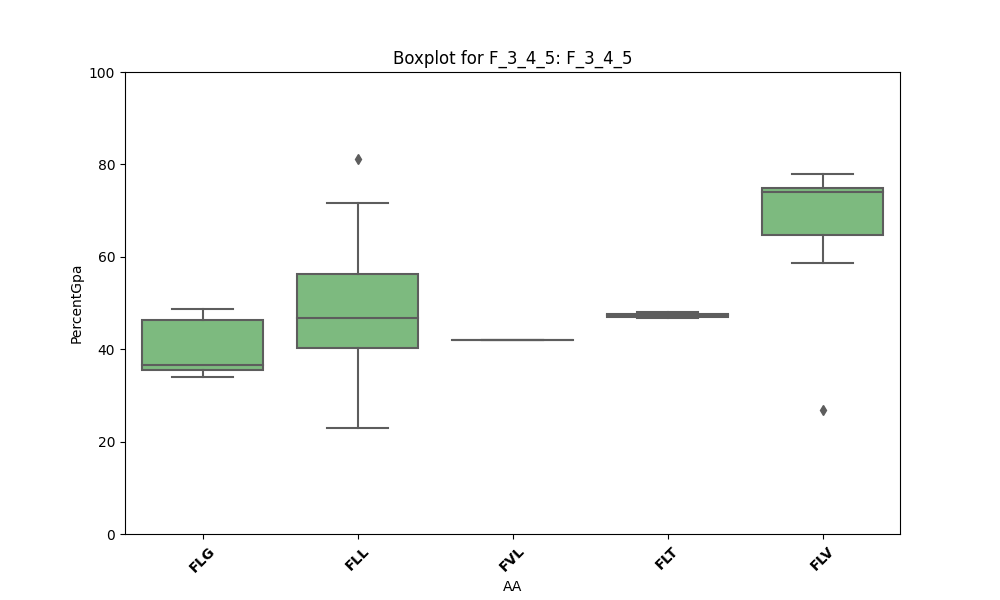 Boxplot for F_3_4_5: F_3_4_5
100
80
60
40
20
0
PercentGpa
FLG
FLL
FVL
FLT
FLV
AA